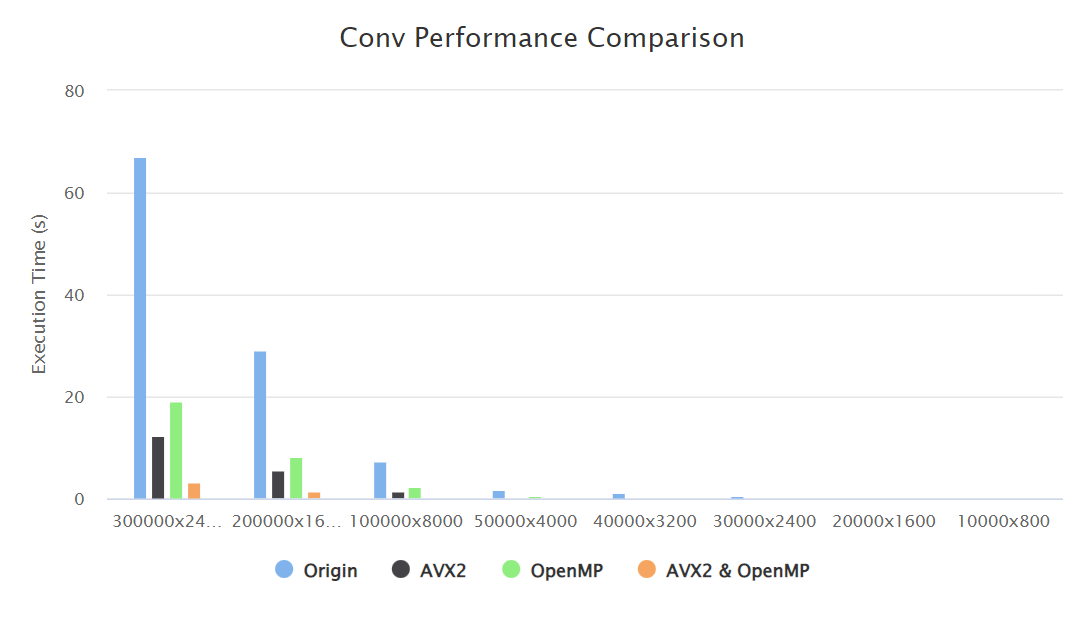 Conv Performance Comparison
Execution Time (s)
80
60
40
20
0
300000x24... 200000x16... 100000x8000 50000x4000 40000x3200 30000x2400 20000x1600 10000x800
Origin AVX2 OpenMP AVX2 & OpenMP